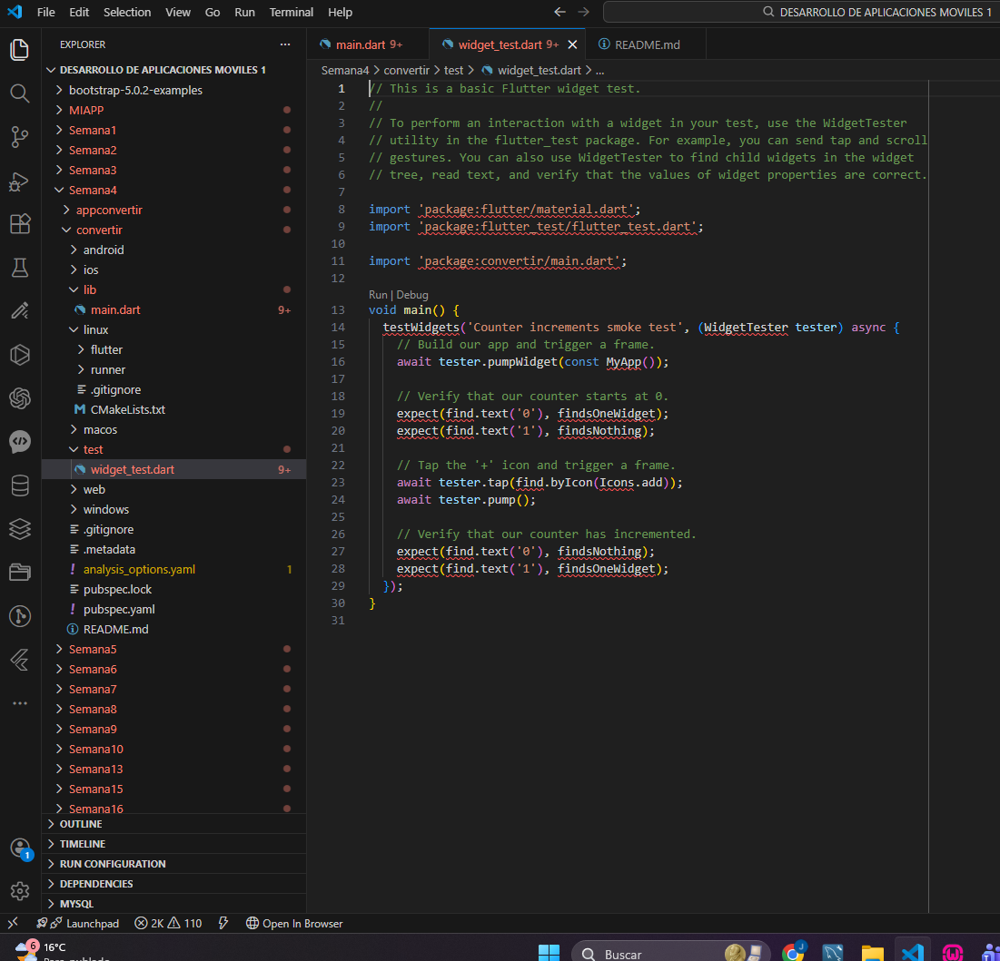 File Edit Selection View Go Run Terminal Help
DESARROLLO DE APLICACIONES MOVILES 1
EXPLORER
DESARROLLO DE APLICACIONES MOVILES 1
bootstrap-5.0.2-examples
MIAPP
Semana1
Semana2
Semana3
Semana4
appconvertir
convertir
android
ios
lib
main.dart 9+
linux
flutter
runner
.gitignore
CMakeLists.txt
macos
test
widget_test.dart 9+
web
windows
.gitignore
.metadata
analysis_options.yaml 1
pubspec.lock
pubspec.yaml
README.md
Semana5
Semana6
Semana7
Semana8
Semana9
Semana10
Semana13
Semana15
Semana16
OUTLINE
TIMELINE
RUN CONFIGURATION
DEPENDENCIES
MYSQL
main.dart 9+ widget_test.dart 9+ README.md
Semana4 > convertir > test > widget_test.dart > ...
1 // This is a basic Flutter widget test.
2 //
3 // To perform an interaction with a widget in your test, use the WidgetTester
4 // utility in the flutter_test package. For example, you can send tap and scroll
5 // gestures. You can also use WidgetTester to find child widgets in the widget
6 // tree, read text, and verify that the values of widget properties are correct.
7
8 import 'package:flutter/material.dart';
9 import 'package:flutter_test/flutter_test.dart';
10
11 import 'package:convertir/main.dart';
12
Run | Debug
13 void main() {
14 testWidgets('Counter increments smoke test', (WidgetTester tester) async {
15 // Build our app and trigger a frame.
16 await tester.pumpWidget(const MyApp());
17
18 // Verify that our counter starts at 0.
19 expect(find.text('0'), findsOneWidget);
20 expect(find.text('1'), findsNothing);
21
22 // Tap the '+' icon and trigger a frame.
23 await tester.tap(find.byIcon(Icons.add));
24 await tester.pump();
25
26 // Verify that our counter has incremented.
27 expect(find.text('0'), findsNothing);
28 expect(find.text('1'), findsOneWidget);
29 });
30 }
31
1
Launchpad 2K 110 Open In Browser
6 16°C
Buscar
J